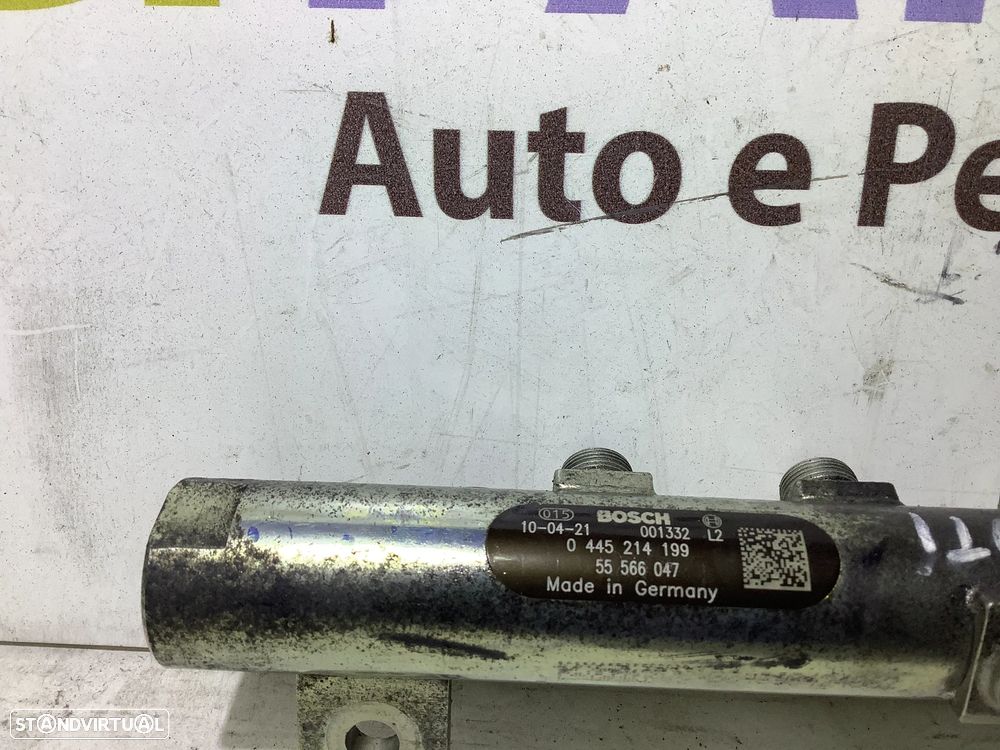 Auto e Pe
015 BOSCH
10-04-21 001332 L2
0 445 214 199
55 566 047
Made in Germany
STANDVIRTUAL